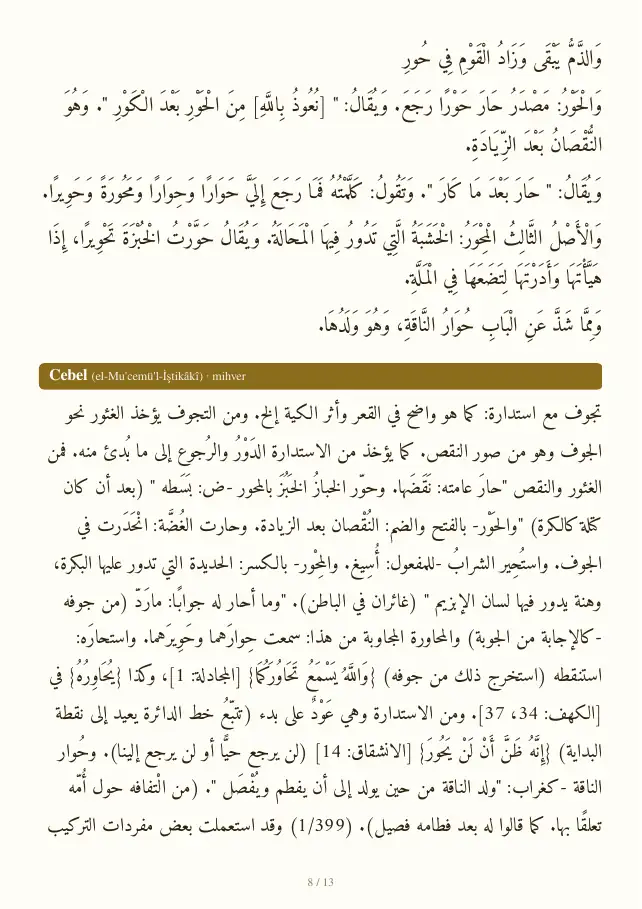 وَالذَّمُّ يَبْقَى وَزَادُ الْقَوْمِ فِي حُورِ
وَالْحَوْرُ: مَصْدَرُ حَارَ حَوْرًا رَجَعَ. وَيُقَالُ: " [نُعُوذُ بِاللَّهِ] مِنَ الْحَوْرِ بَعْدَ الْكَوْرِ ". وَهُوَ
النُّقْصَانُ بَعْدَ الزِّيَادَةِ.
وَيُقَالُ: " حَارَ بَعْدَ مَا كَارَ ". وَتَقُولُ: كَلَّمْتُهُ فَمَا رَجَعَ إِلَيَّ حَوَارًا وَحِوَارًا وَمَحُورَةً وَحَوِيرًا.
وَالْأَصْلُ الثَّالِثُ الْمِحْوَرُ: الْخَشَبَةُ الَّتِي تَدُورُ فِيهَا الْمَحَالَةُ. وَيُقَالُ حَوَّرْتُ الْخُبْزَةَ تَحْوِيرًا، إِذَا
هَيَّأْتَهَا وَأَدَرْتَهَا لِتَضَعَهَا فِي الْمَلَّةِ.
وَمِمَّا شَذَّ عَنِ الْبَابِ حُوَارُ النَّاقَةِ، وَهُوَ وَلَدُهَا.
Cebel (el-Mu'cemü'l-İştikâkî) · mihver
تجوف مع استدارة: كما هو واضح في القعر وأثر الكية إلخ. ومن التجوف يؤخذ الغئور نحو
الجوف وهو من صور النقص. كما يؤخذ من الاستدارة الدَوْرُ والرُجوع إلى ما بُدئ منه. فمن
الغئور والنقص "حارَ عامته: نَقَضَها. وحوّر الخبازُ الخَبْزَ بالمحور -ض: بَسَطه " (بعد أن كان
كتلة كالكرة) "والحَوْر- بالفتح والضم: النُقْصان بعد الزيادة. وحارت الغُصَّة: انْحَدَرت في
الجوف. واستُحِير الشرابُ -للمفعول: أُسيغ. والمِحْور- بالكسر: الحديدة التي تدور عليها البكرة،
وهنة يدور فيها لسان الإبزيم " (غائران في الباطن). "وما أحار له جوابًا: مارَدّ (من جوفه
-كالإجابة من الجوبة) والمحاورة المجاوبة من هذا: سمعت حِوارَهما وحَوِيرَهما. واستحارَه:
استنقطه (استخرج ذلك من جوفه) {وَاللَّهُ يَسْمَعُ تَحَاوُرَكُمَا} [المجادلة: 1]، وكذا {يُحَاوِرُهُ} في
[الكهف: 34، 37]. ومن الاستدارة وهي عَوْدٌ على بدء (تتبّعُ خط الدائرة يعيد إلى نقطة
البداية) {إِنَّهُ ظَنَّ أَنْ لَنْ يَحُورَ} [الانشقاق: 14] (لن يرجع حيًّا أو لن يرجع إلينا). وحُوار
الناقة -كغراب: "ولد الناقة من حين يولد إلى أن يفطم ويُفْصَل ". (من الْتفافه حول أُمّه
تعلقًا بها. كما قالوا له بعد فطامه فصيل). (1/399) وقد استعملت بعض مفردات التركيب
8 / 13